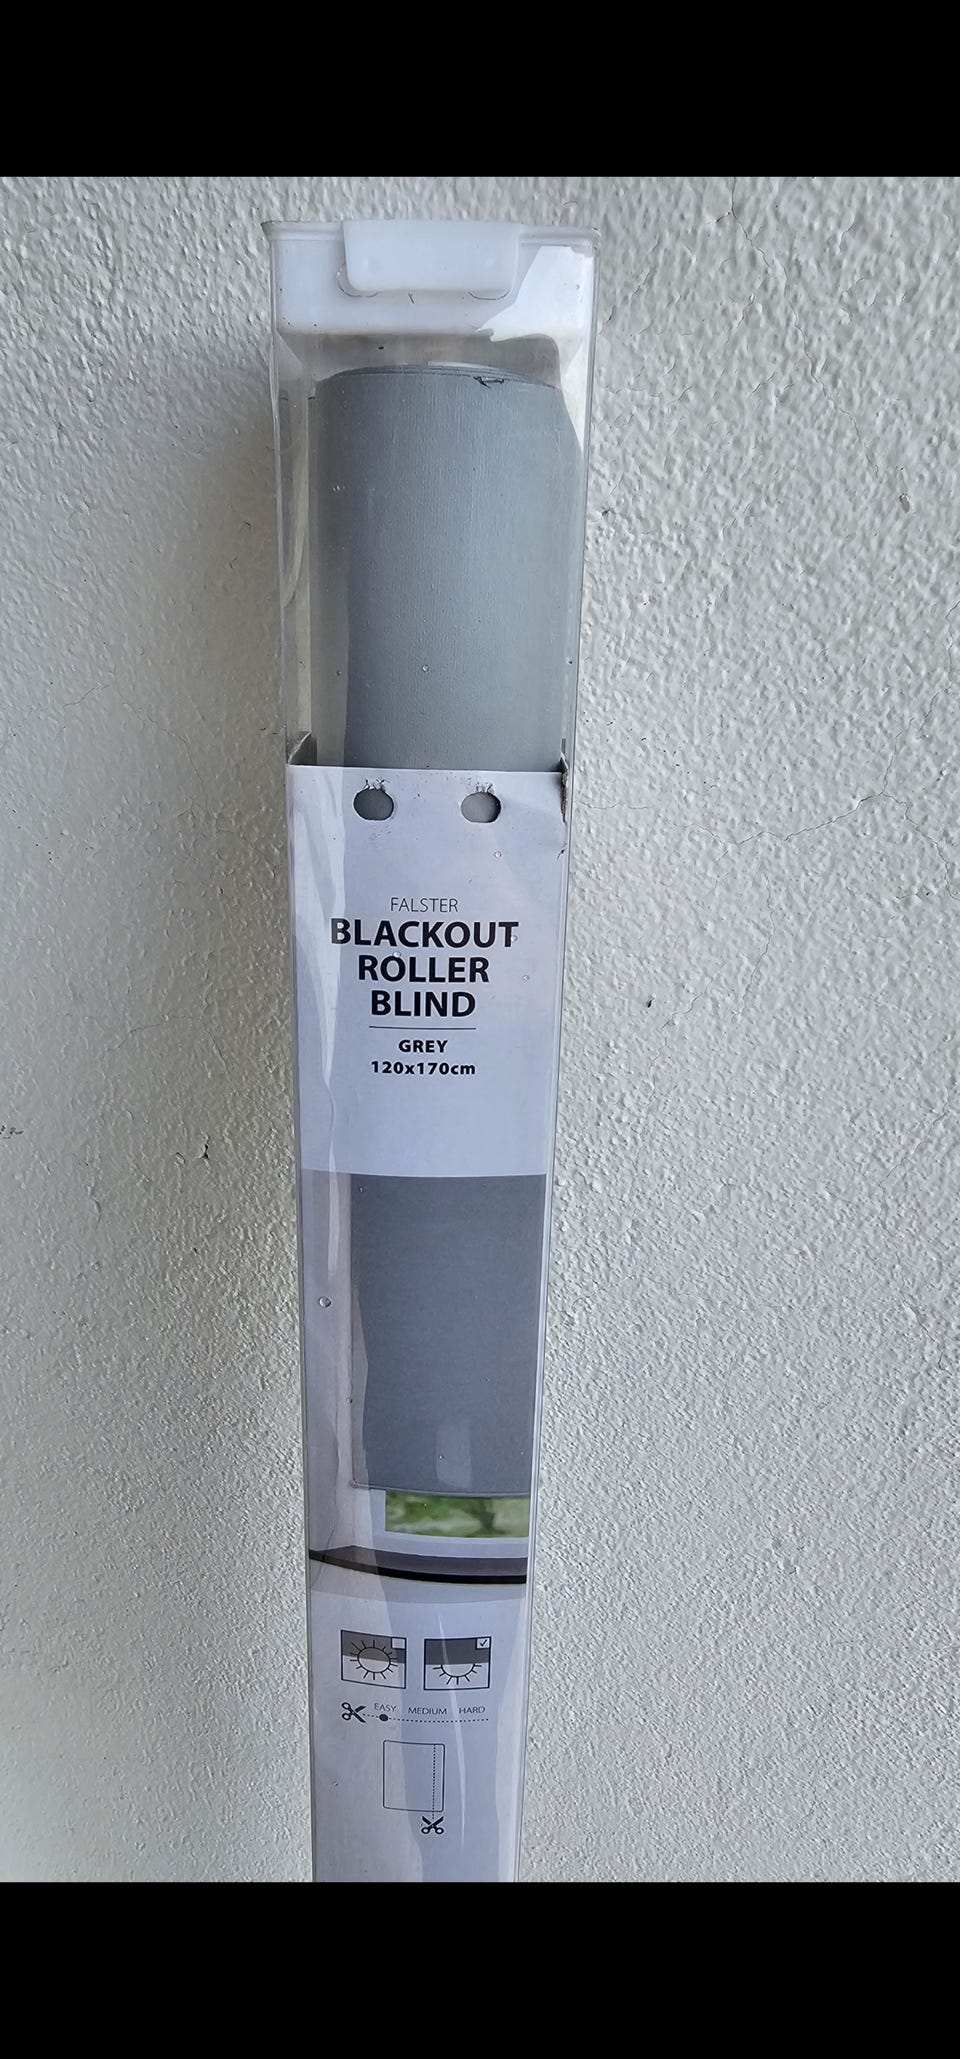 FALSTER
BLACKOUT
ROLLER
BLIND
GREY
120x170cm
EASY MEDIUM HARD